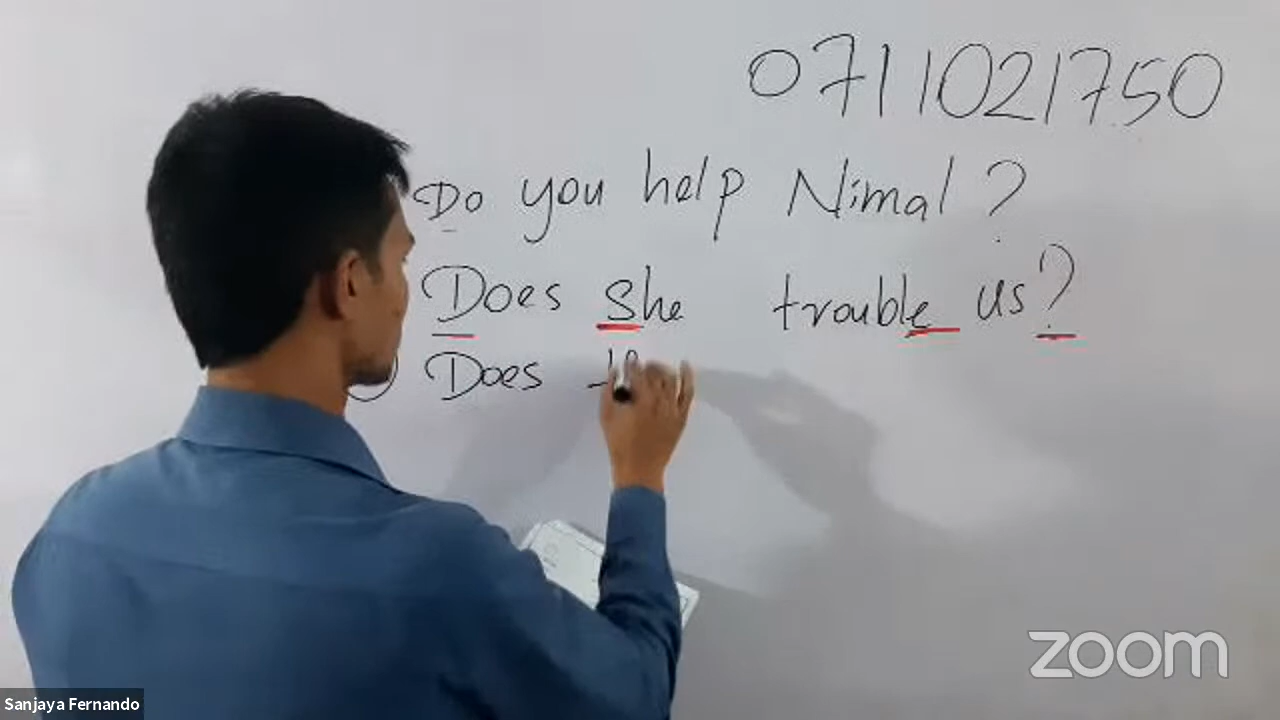 0711021750
Do you help Nimal?
Does she trouble us?
Does
zoom
Sanjaya Fernando